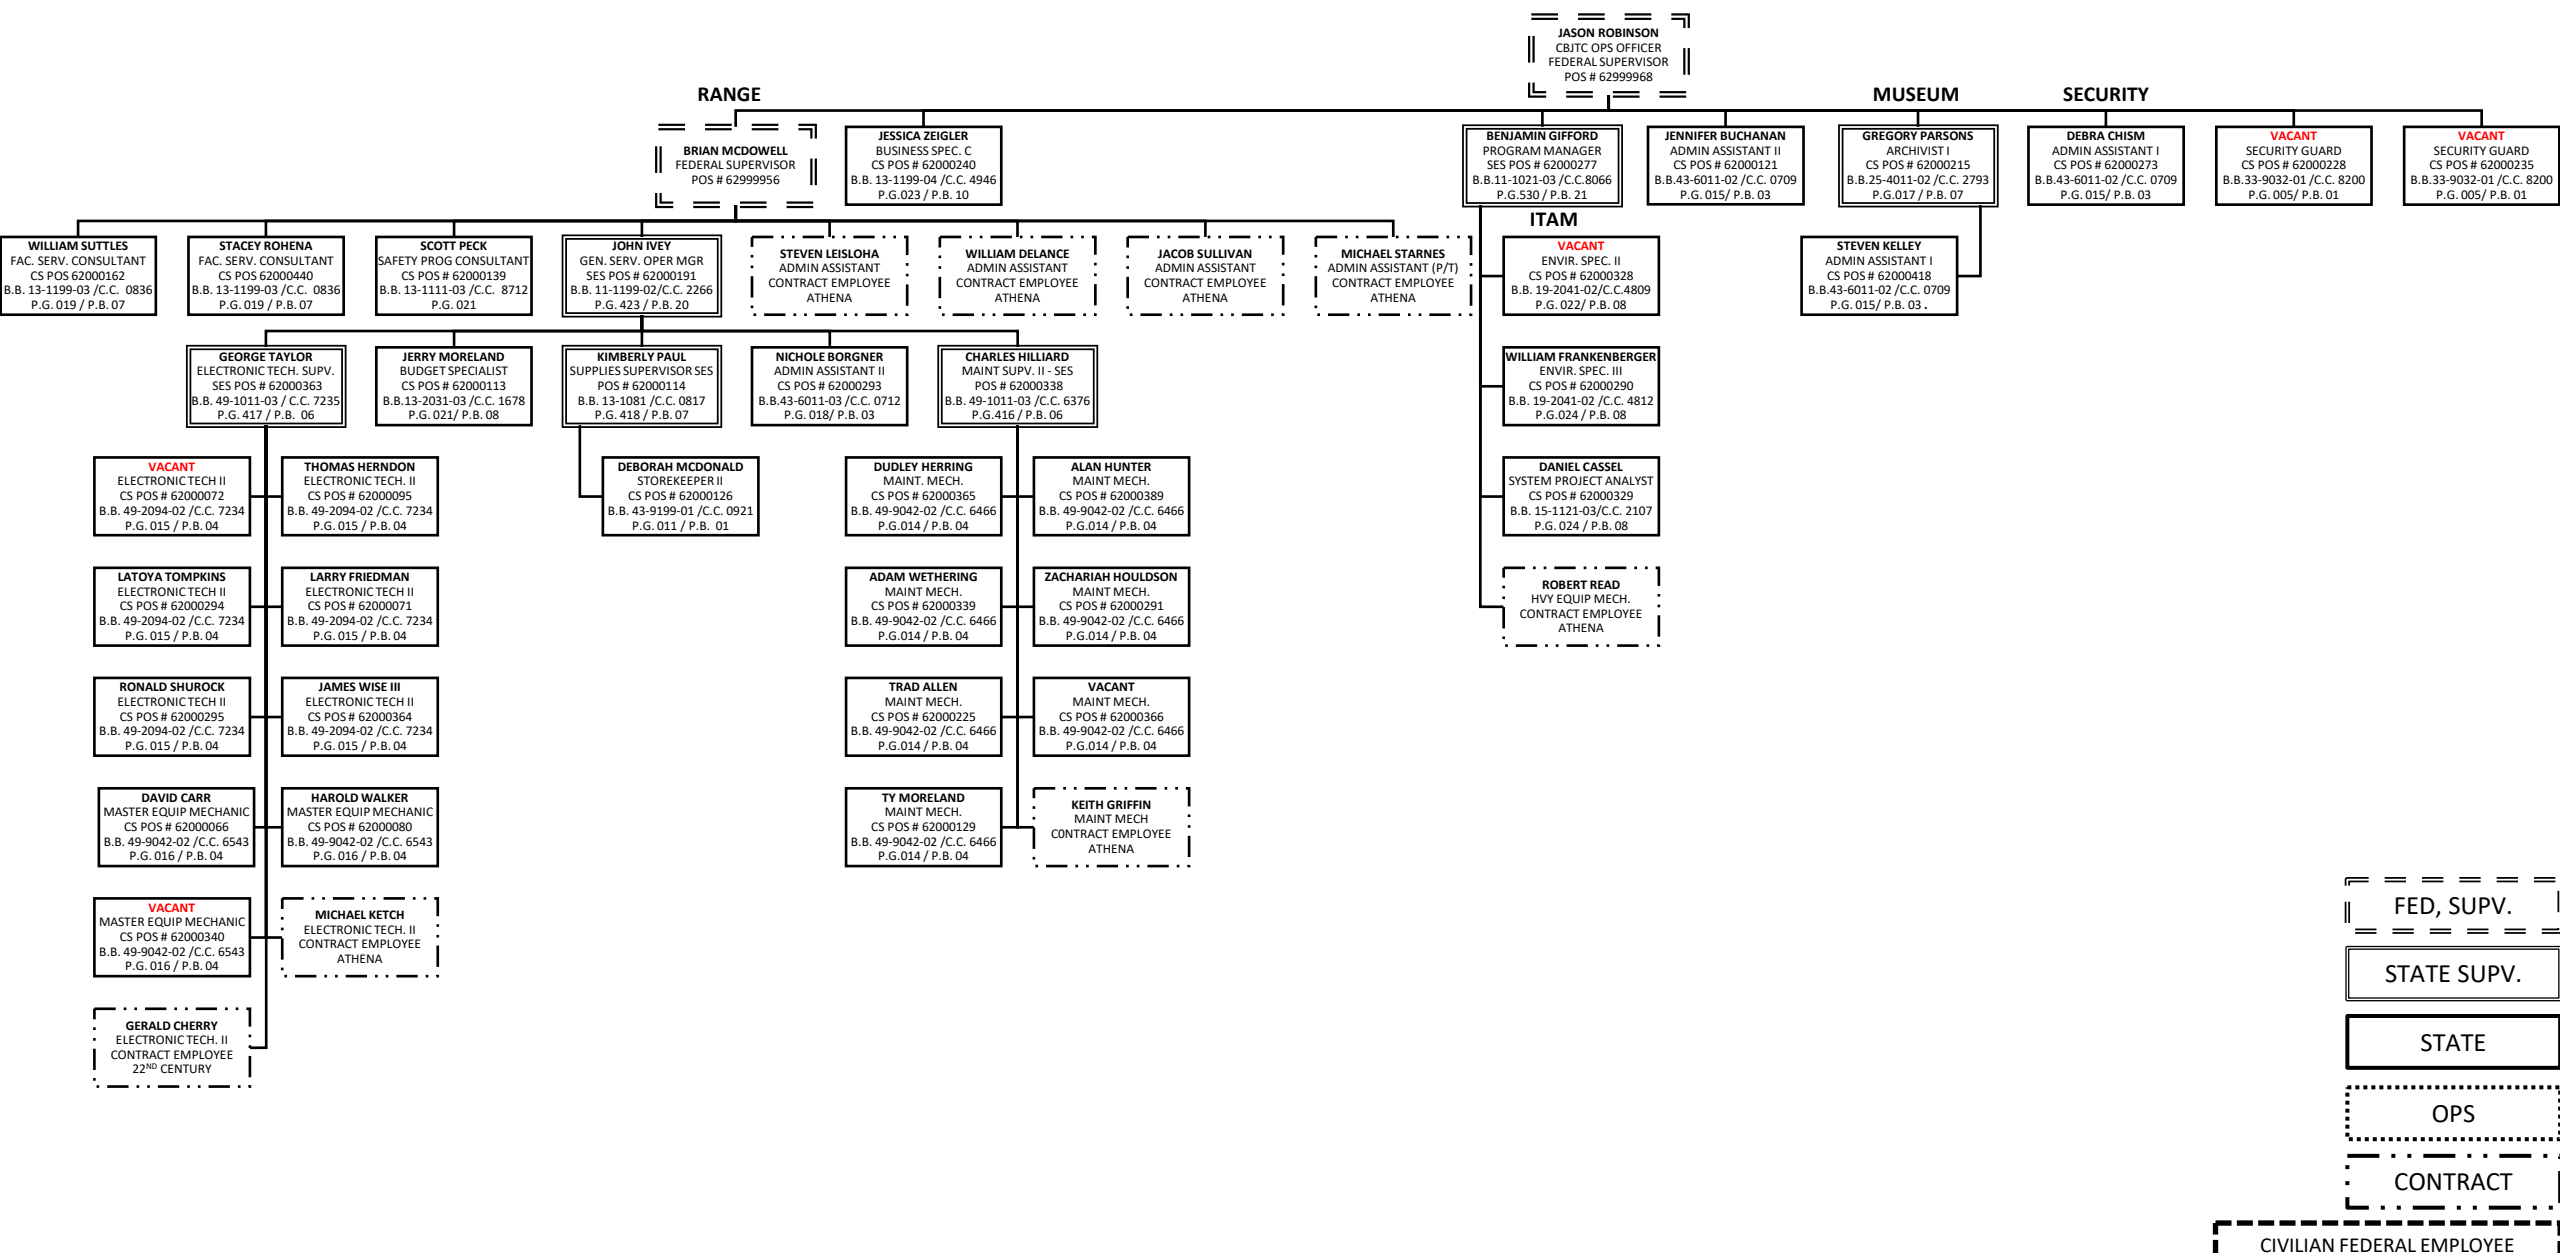 JASON ROBINSON
CBJTC OPS OFFICER
FEDERAL SUPERVISOR
POS # 62999968
RANGE
MUSEUM
SECURITY
BRIAN MCDOWELL
FEDERAL SUPERVISOR
POS # 62999956
JESSICA ZEIGLER
BUSINESS SPEC. C
CS POS # 62000240
B.B. 13-1199-04 /C.C. 4946
P.G.023 / P.B. 10
BENJAMIN GIFFORD
PROGRAM MANAGER
SES POS # 62000277
B.B.11-1021-03 /C.C.8066
P.G.530 / P.B. 21
JENNIFER BUCHANAN
ADMIN ASSISTANT II
CS POS # 62000121
B.B.43-6011-02 /C.C. 0709
P.G. 015/ P.B. 03
GREGORY PARSONS
ARCHIVIST I
CS POS # 62000215
B.B.25-4011-02 /C.C. 2793
P.G.017 / P.B. 07
DEBRA CHISM
ADMIN ASSISTANT I
CS POS # 62000273
B.B.43-6011-02 /C.C. 0709
P.G. 015/ P.B. 03
VACANT
SECURITY GUARD
CS POS # 62000228
B.B.33-9032-01 /C.C. 8200
P.G. 005/ P.B. 01
VACANT
SECURITY GUARD
CS POS # 62000235
B.B.33-9032-01 /C.C. 8200
P.G. 005/ P.B. 01
ITAM
WILLIAM SUTTLES
FAC. SERV. CONSULTANT
CS POS 62000162
B.B. 13-1199-03 /C.C. 0836
P.G. 019 / P.B. 07
STACEY ROHENA
FAC. SERV. CONSULTANT
CS POS 62000440
B.B. 13-1199-03 /C.C. 0836
P.G. 019 / P.B. 07
SCOTT PECK
SAFETY PROG CONSULTANT
CS POS # 62000139
B.B. 13-1111-03 /C.C. 8712
P.G. 021
JOHN IVEY
GEN. SERV. OPER MGR
SES POS # 62000191
B.B. 11-1199-02/C.C. 2266
P.G. 423 / P.B. 20
STEVEN LEISLOHA
ADMIN ASSISTANT
CONTRACT EMPLOYEE
ATHENA
WILLIAM DELANCE
ADMIN ASSISTANT
CONTRACT EMPLOYEE
ATHENA
JACOB SULLIVAN
ADMIN ASSISTANT
CONTRACT EMPLOYEE
ATHENA
MICHAEL STARNES
ADMIN ASSISTANT (P/T)
CONTRACT EMPLOYEE
ATHENA
VACANT
ENVIR. SPEC. II
CS POS # 62000328
B.B. 19-2041-02/C.C.4809
P.G. 022/ P.B. 08
STEVEN KELLEY
ADMIN ASSISTANT I
CS POS # 62000418
B.B.43-6011-02 /C.C. 0709
P.G. 015/ P.B. 03 .
GEORGE TAYLOR
ELECTRONIC TECH. SUPV.
SES POS # 62000363
B.B. 49-1011-03 / C.C. 7235
P.G. 417 / P.B. 06
JERRY MORELAND
BUDGET SPECIALIST
CS POS # 62000113
B.B.13-2031-03 /C.C. 1678
P.G. 021/ P.B. 08
KIMBERLY PAUL
SUPPLIES SUPERVISOR SES
POS # 62000114
B.B. 13-1081 /C.C. 0817
P.G. 418 / P.B. 07
NICHOLE BORGNER
ADMIN ASSISTANT II
CS POS # 62000293
B.B.43-6011-03 /C.C. 0712
P.G. 018/ P.B. 03
CHARLES HILLIARD
MAINT SUPV. II - SES
POS # 62000338
B.B. 49-1011-03 /C.C. 6376
P.G.416 / P.B. 06
WILLIAM FRANKENBERGER
ENVIR. SPEC. III
CS POS # 62000290
B.B. 19-2041-02 /C.C. 4812
P.G.024 / P.B. 08
VACANT
ELECTRONIC TECH II
CS POS # 62000072
B.B. 49-2094-02 /C.C. 7234
P.G. 015 / P.B. 04
THOMAS HERNDON
ELECTRONIC TECH. II
CS POS # 62000095
B.B. 49-2094-02 /C.C. 7234
P.G. 015 / P.B. 04
DEBORAH MCDONALD
STOREKEEPER II
CS POS # 62000126
B.B. 43-9199-01 /C.C. 0921
P.G. 011 / P.B. 01
DUDLEY HERRING
MAINT. MECH.
CS POS # 62000365
B.B. 49-9042-02 /C.C. 6466
P.G.014 / P.B. 04
ALAN HUNTER
MAINT MECH.
CS POS # 62000389
B.B. 49-9042-02 /C.C. 6466
P.G.014 / P.B. 04
DANIEL CASSEL
SYSTEM PROJECT ANALYST
CS POS # 62000329
B.B. 15-1121-03/C.C. 2107
P.G. 024 / P.B. 08
LATOYA TOMPKINS
ELECTRONIC TECH II
CS POS # 62000294
B.B. 49-2094-02 /C.C. 7234
P.G. 015 / P.B. 04
LARRY FRIEDMAN
ELECTRONIC TECH II
CS POS # 62000071
B.B. 49-2094-02 /C.C. 7234
P.G. 015 / P.B. 04
ADAM WETHERING
MAINT MECH.
CS POS # 62000339
B.B. 49-9042-02 /C.C. 6466
P.G.014 / P.B. 04
ZACHARIAH HOULDSON
MAINT MECH.
CS POS # 62000291
B.B. 49-9042-02 /C.C. 6466
P.G.014 / P.B. 04
ROBERT READ
HVY EQUIP MECH.
CONTRACT EMPLOYEE
ATHENA
RONALD SHUROCK
ELECTRONIC TECH II
CS POS # 62000295
B.B. 49-2094-02 /C.C. 7234
P.G. 015 / P.B. 04
JAMES WISE III
ELECTRONIC TECH II
CS POS # 62000364
B.B. 49-2094-02 /C.C. 7234
P.G. 015 / P.B. 04
TRAD ALLEN
MAINT MECH.
CS POS # 62000225
B.B. 49-9042-02 /C.C. 6466
P.G.014 / P.B. 04
VACANT
MAINT MECH.
CS POS # 62000366
B.B. 49-9042-02 /C.C. 6466
P.G.014 / P.B. 04
DAVID CARR
MASTER EQUIP MECHANIC
CS POS # 62000066
B.B. 49-9042-02 /C.C. 6543
P.G. 016 / P.B. 04
HAROLD WALKER
MASTER EQUIP MECHANIC
CS POS # 62000080
B.B. 49-9042-02 /C.C. 6543
P.G. 016 / P.B. 04
TY MORELAND
MAINT MECH.
CS POS # 62000129
B.B. 49-9042-02 /C.C. 6466
P.G.014 / P.B. 04
KEITH GRIFFIN
MAINT MECH
C0NTRACT EMPLOYEE
ATHENA
VACANT
MASTER EQUIP MECHANIC
CS POS # 62000340
B.B. 49-9042-02 /C.C. 6543
P.G. 016 / P.B. 04
MICHAEL KETCH
ELECTRONIC TECH. II
CONTRACT EMPLOYEE
ATHENA
GERALD CHERRY
ELECTRONIC TECH. II
CONTRACT EMPLOYEE
22ND CENTURY
FED, SUPV.
STATE SUPV.
STATE
OPS
CONTRACT
CIVILIAN FEDERAL EMPLOYEE